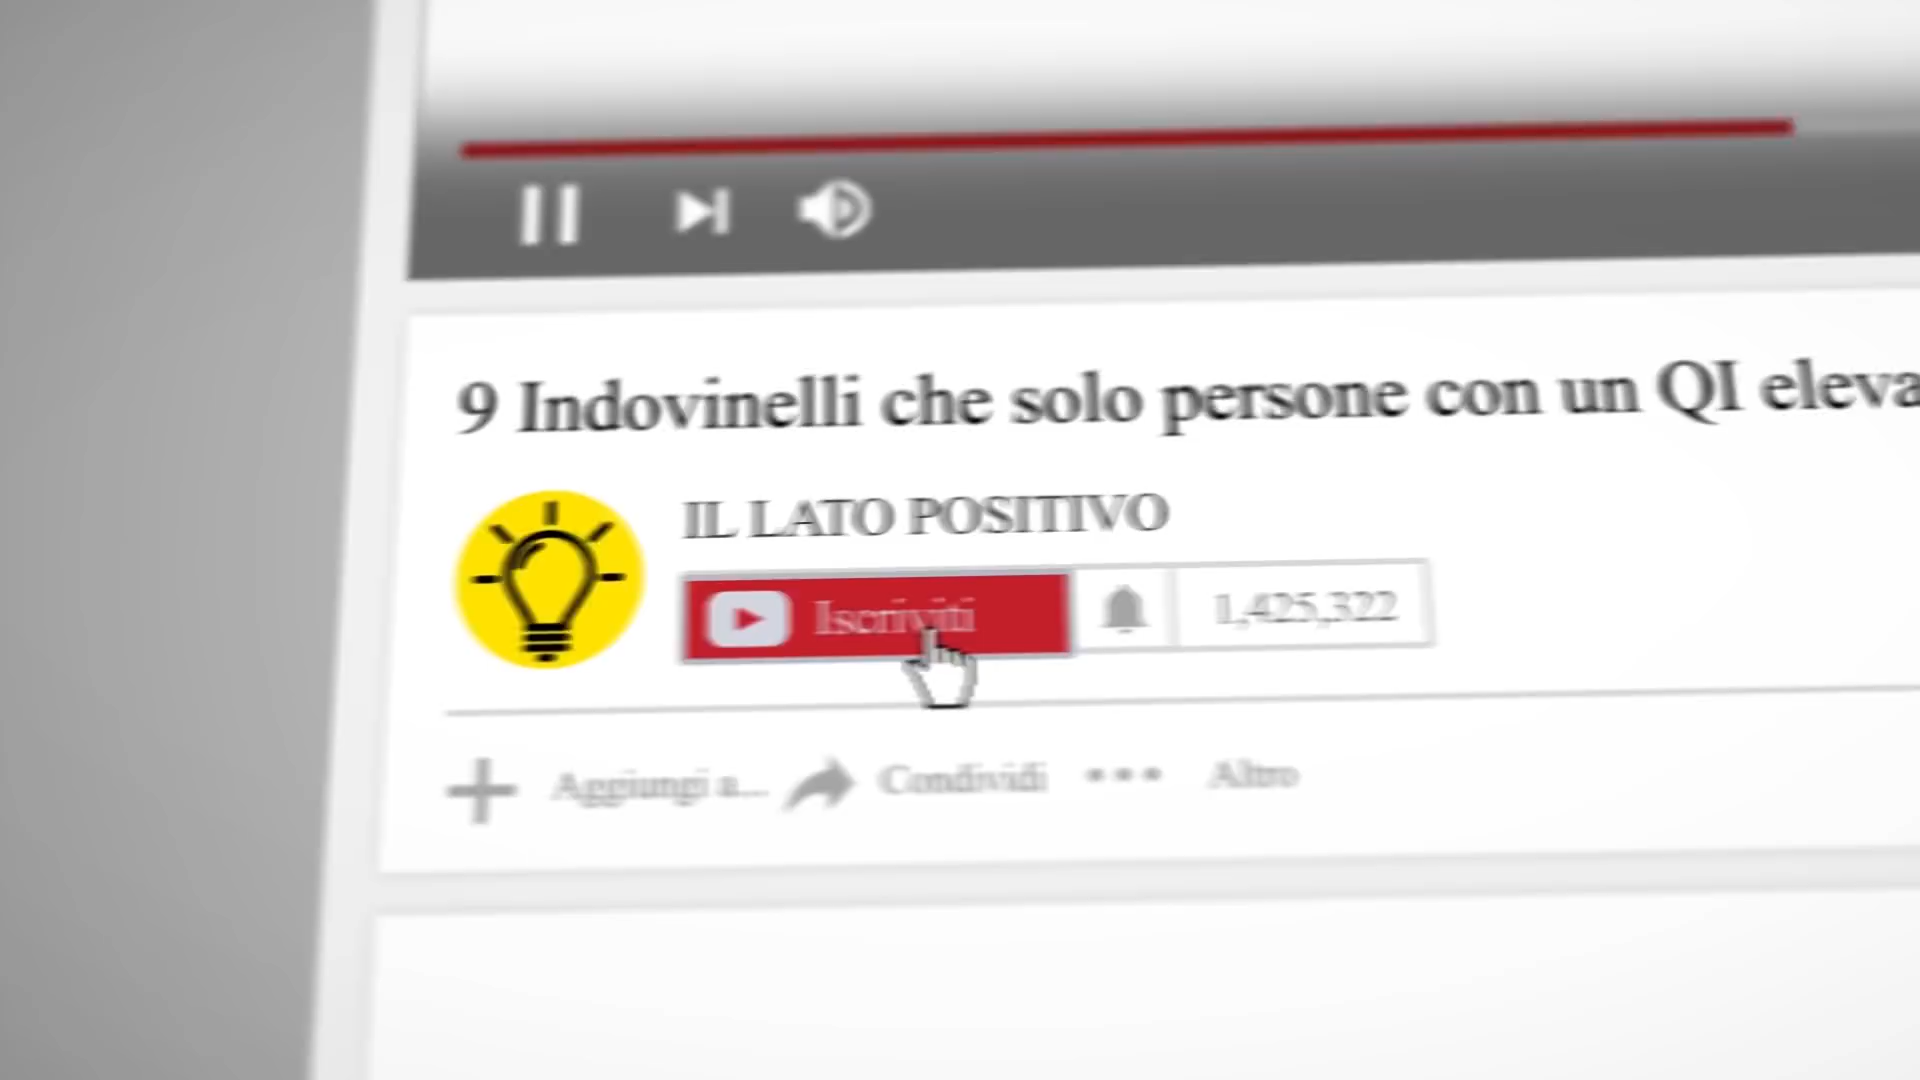 9 Indovinelli che solo persone con un QI eleva
IL LATO POSITIVO
Iscriviti
1,425,322
Aggiungi a... Condividi ••• Altro